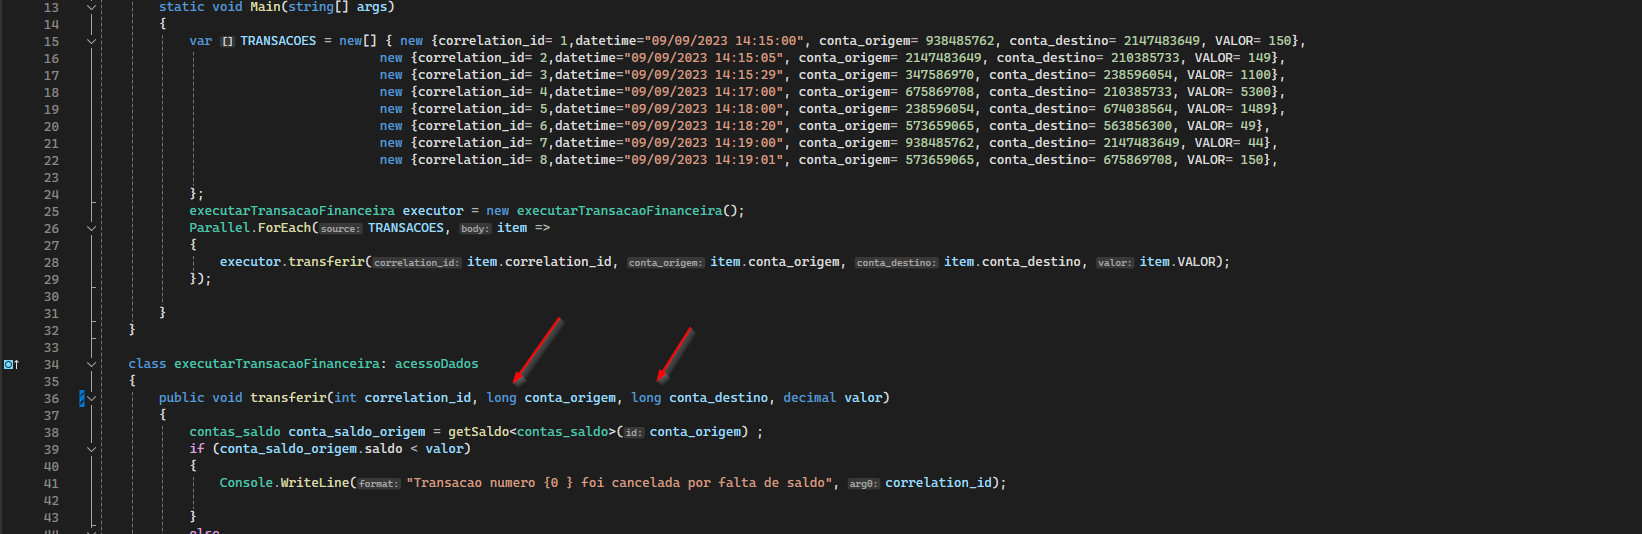 13 static void Main(string[] args)
14 {
15 var [] TRANSACOES = new[] { new {correlation_id= 1,datetime="09/09/2023 14:15:00", conta_origem= 938485762, conta_destino= 2147483649, VALOR= 150},
16 new {correlation_id= 2,datetime="09/09/2023 14:15:05", conta_origem= 2147483649, conta_destino= 210385733, VALOR= 149},
17 new {correlation_id= 3,datetime="09/09/2023 14:15:29", conta_origem= 347586970, conta_destino= 238596054, VALOR= 1100},
18 new {correlation_id= 4,datetime="09/09/2023 14:17:00", conta_origem= 675869708, conta_destino= 210385733, VALOR= 5300},
19 new {correlation_id= 5,datetime="09/09/2023 14:18:00", conta_origem= 238596054, conta_destino= 674038564, VALOR= 1489},
20 new {correlation_id= 6,datetime="09/09/2023 14:18:20", conta_origem= 573659065, conta_destino= 563856300, VALOR= 49},
21 new {correlation_id= 7,datetime="09/09/2023 14:19:00", conta_origem= 938485762, conta_destino= 2147483649, VALOR= 44},
22 new {correlation_id= 8,datetime="09/09/2023 14:19:01", conta_origem= 573659065, conta_destino= 675869708, VALOR= 150},
23
24 };
25 executarTransacaoFinanceira executor = new executarTransacaoFinanceira();
26 Parallel.ForEach(source: TRANSACOES, body: item =>
27 {
28 executor.transferir(correlation_id: item.correlation_id, conta_origem: item.conta_origem, conta_destino: item.conta_destino, valor: item.VALOR);
29 });
30
31 }
32 }
33
34 class executarTransacaoFinanceira: acessoDados
35 {
36 public void transferir(int correlation_id, long conta_origem, long conta_destino, decimal valor)
37 {
38 contas_saldo conta_saldo_origem = getSaldo<contas_saldo>(id: conta_origem) ;
39 if (conta_saldo_origem.saldo < valor)
40 {
41 Console.WriteLine(format: "Transacao numero {0 } foi cancelada por falta de saldo", arg0: correlation_id);
42
43 }
44 else